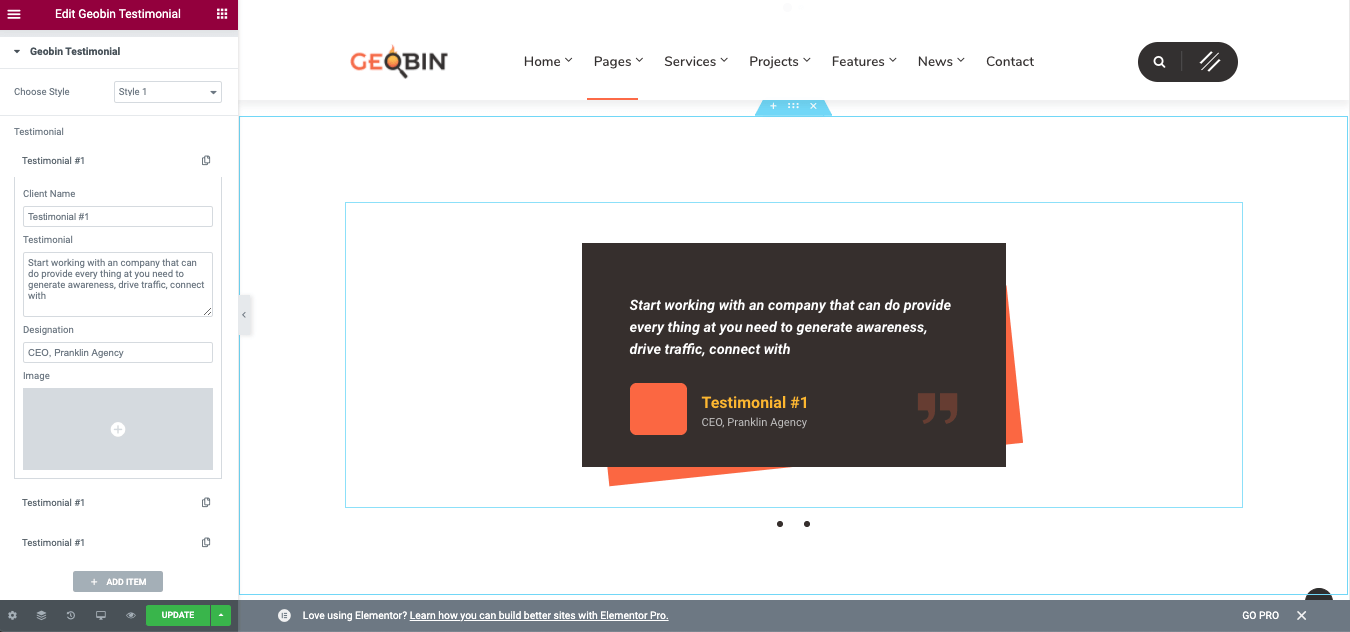 Edit Geobin Testimonial
Geobin Testimonial
Choose Style
Style 1
Testimonial
Testimonial #1
Client Name
Testimonial #1
Testimonial
Start working with an company that can
do provide every thing at you need to
generate awareness, drive traffic, connect
with
Designation
CEO, Pranklin Agency
Image
Testimonial #1
Testimonial #1
+ ADD ITEM
UPDATE
GEOBIN
Home
Pages
Services
Projects
Features
News
Contact
Start working with an company that can do provide
every thing at you need to generate awareness,
drive traffic, connect with
Testimonial #1
CEO, Pranklin Agency
Love using Elementor? Learn how you can build better sites with Elementor Pro.
GO PRO